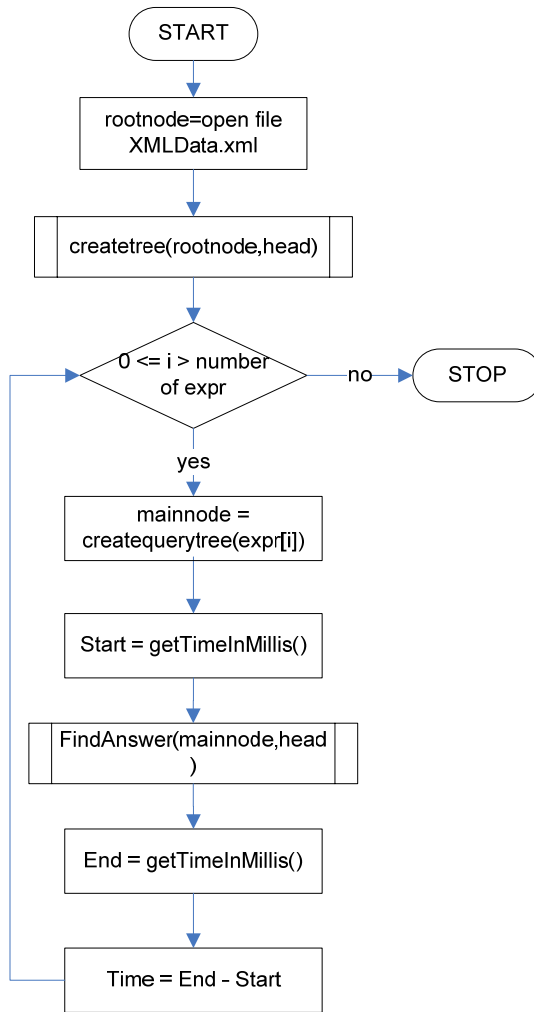 START
rootnode=open file
XMLData.xml
createtree(rootnode,head)
0 <= i > number
of expr
no
STOP
yes
mainnode =
createquerytree(expr[i])
Start = getTimeInMillis()
FindAnswer(mainnode,head
)
End = getTimeInMillis()
Time = End - Start